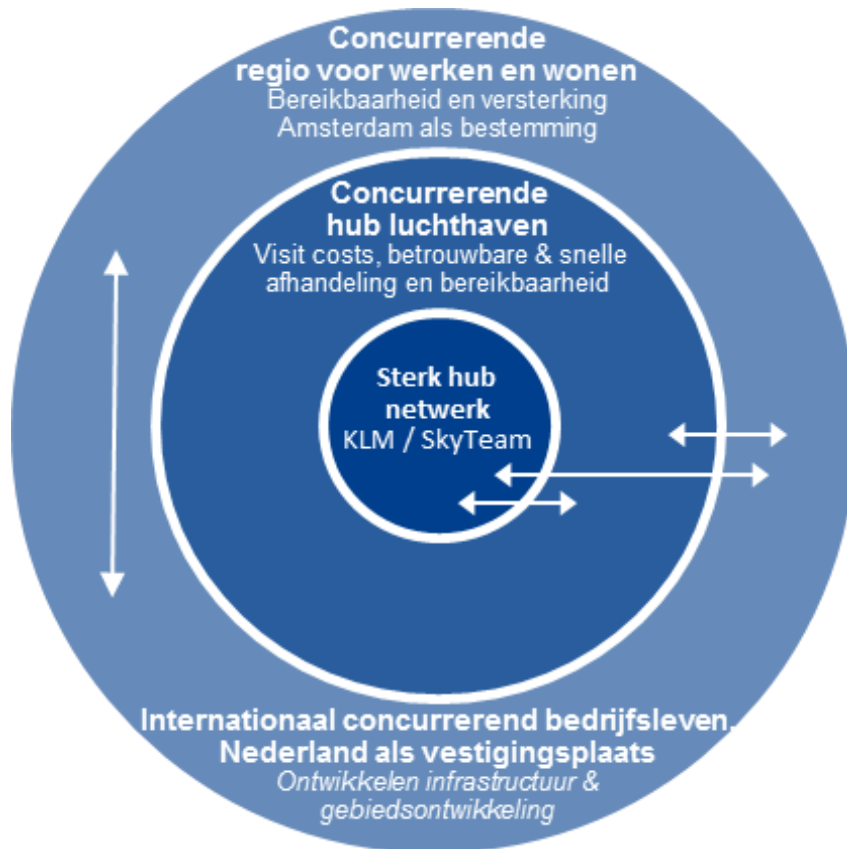 Concurrerende
regio voor werken en wonen
Bereikbaarheid en versterking
Amsterdam als bestemming
Concurrerende
hub luchthaven
Visit costs, betrouwbare & snelle
afhandeling en bereikbaarheid
Sterk hub
netwerk
KLM / SkyTeam
Internationaal concurrerend bedrijfsleven,
Nederland als vestigingsplaats
Ontwikkelen infrastructuur &
gebiedsontwikkeling